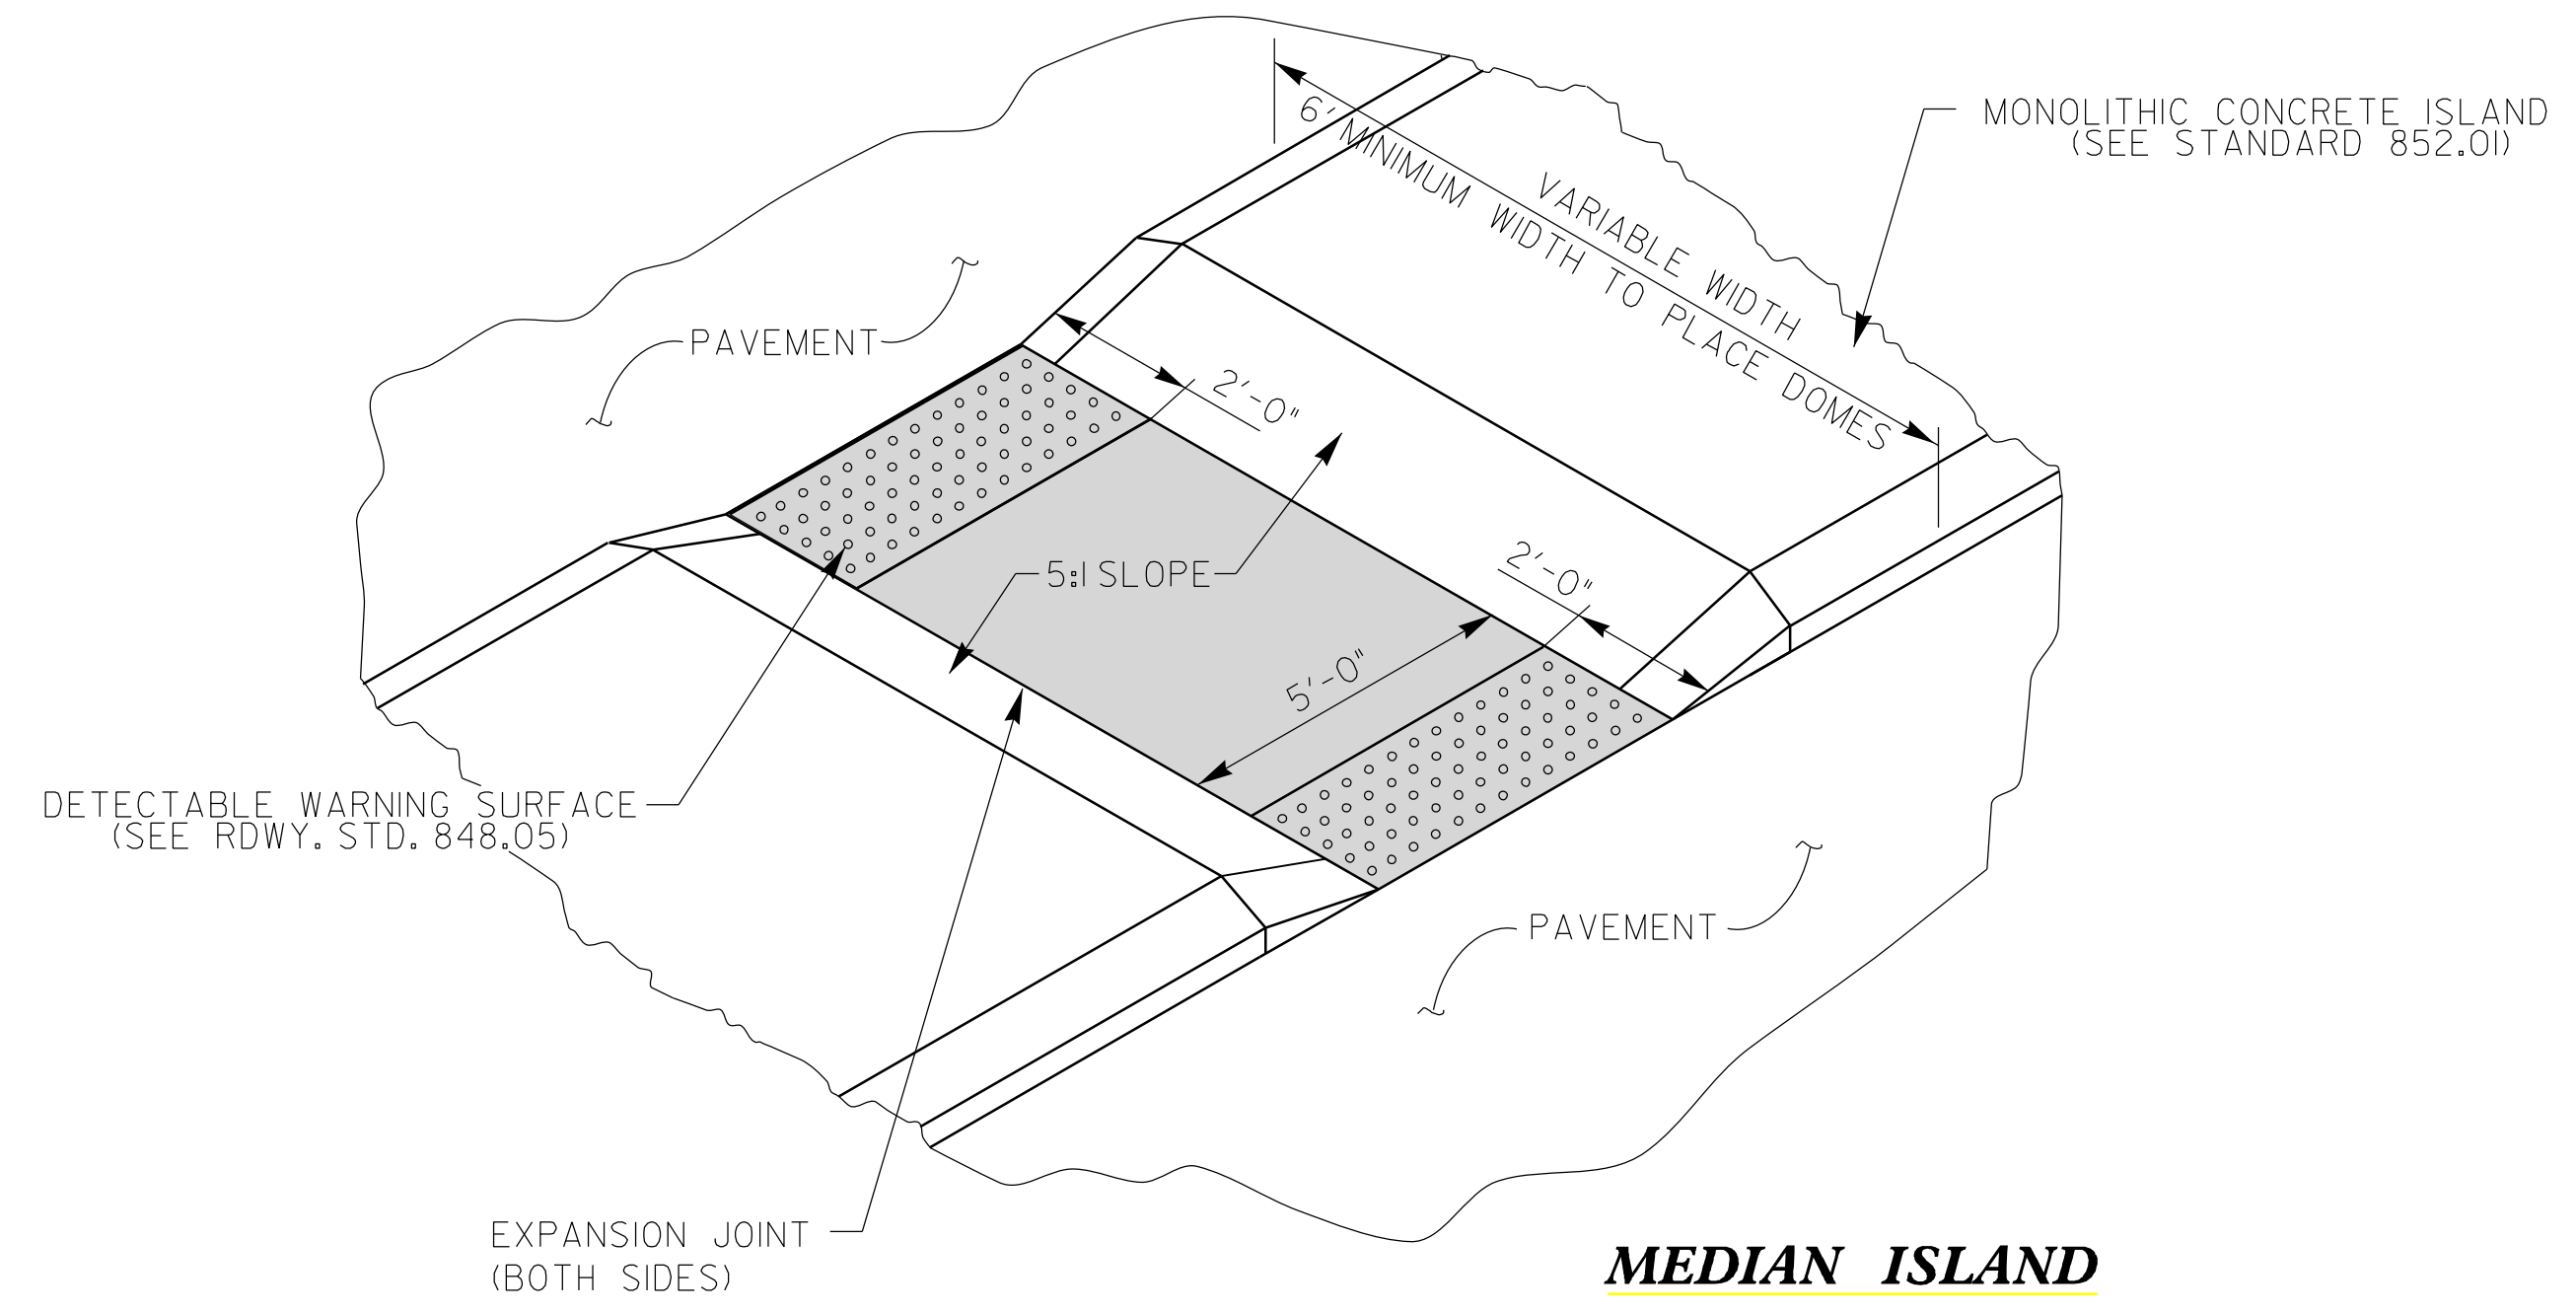 MONOLITHIC CONCRETE ISLAND
(SEE STANDARD 852.01)
VARIABLE WIDTH
6' MINIMUM WIDTH TO PLACE DOMES
PAVEMENT
2'-0"
5:1 SLOPE
2'-0"
5'-0"
DETECTABLE WARNING SURFACE
(SEE RDWY. STD. 848.05)
PAVEMENT
EXPANSION JOINT
(BOTH SIDES)
MEDIAN ISLAND